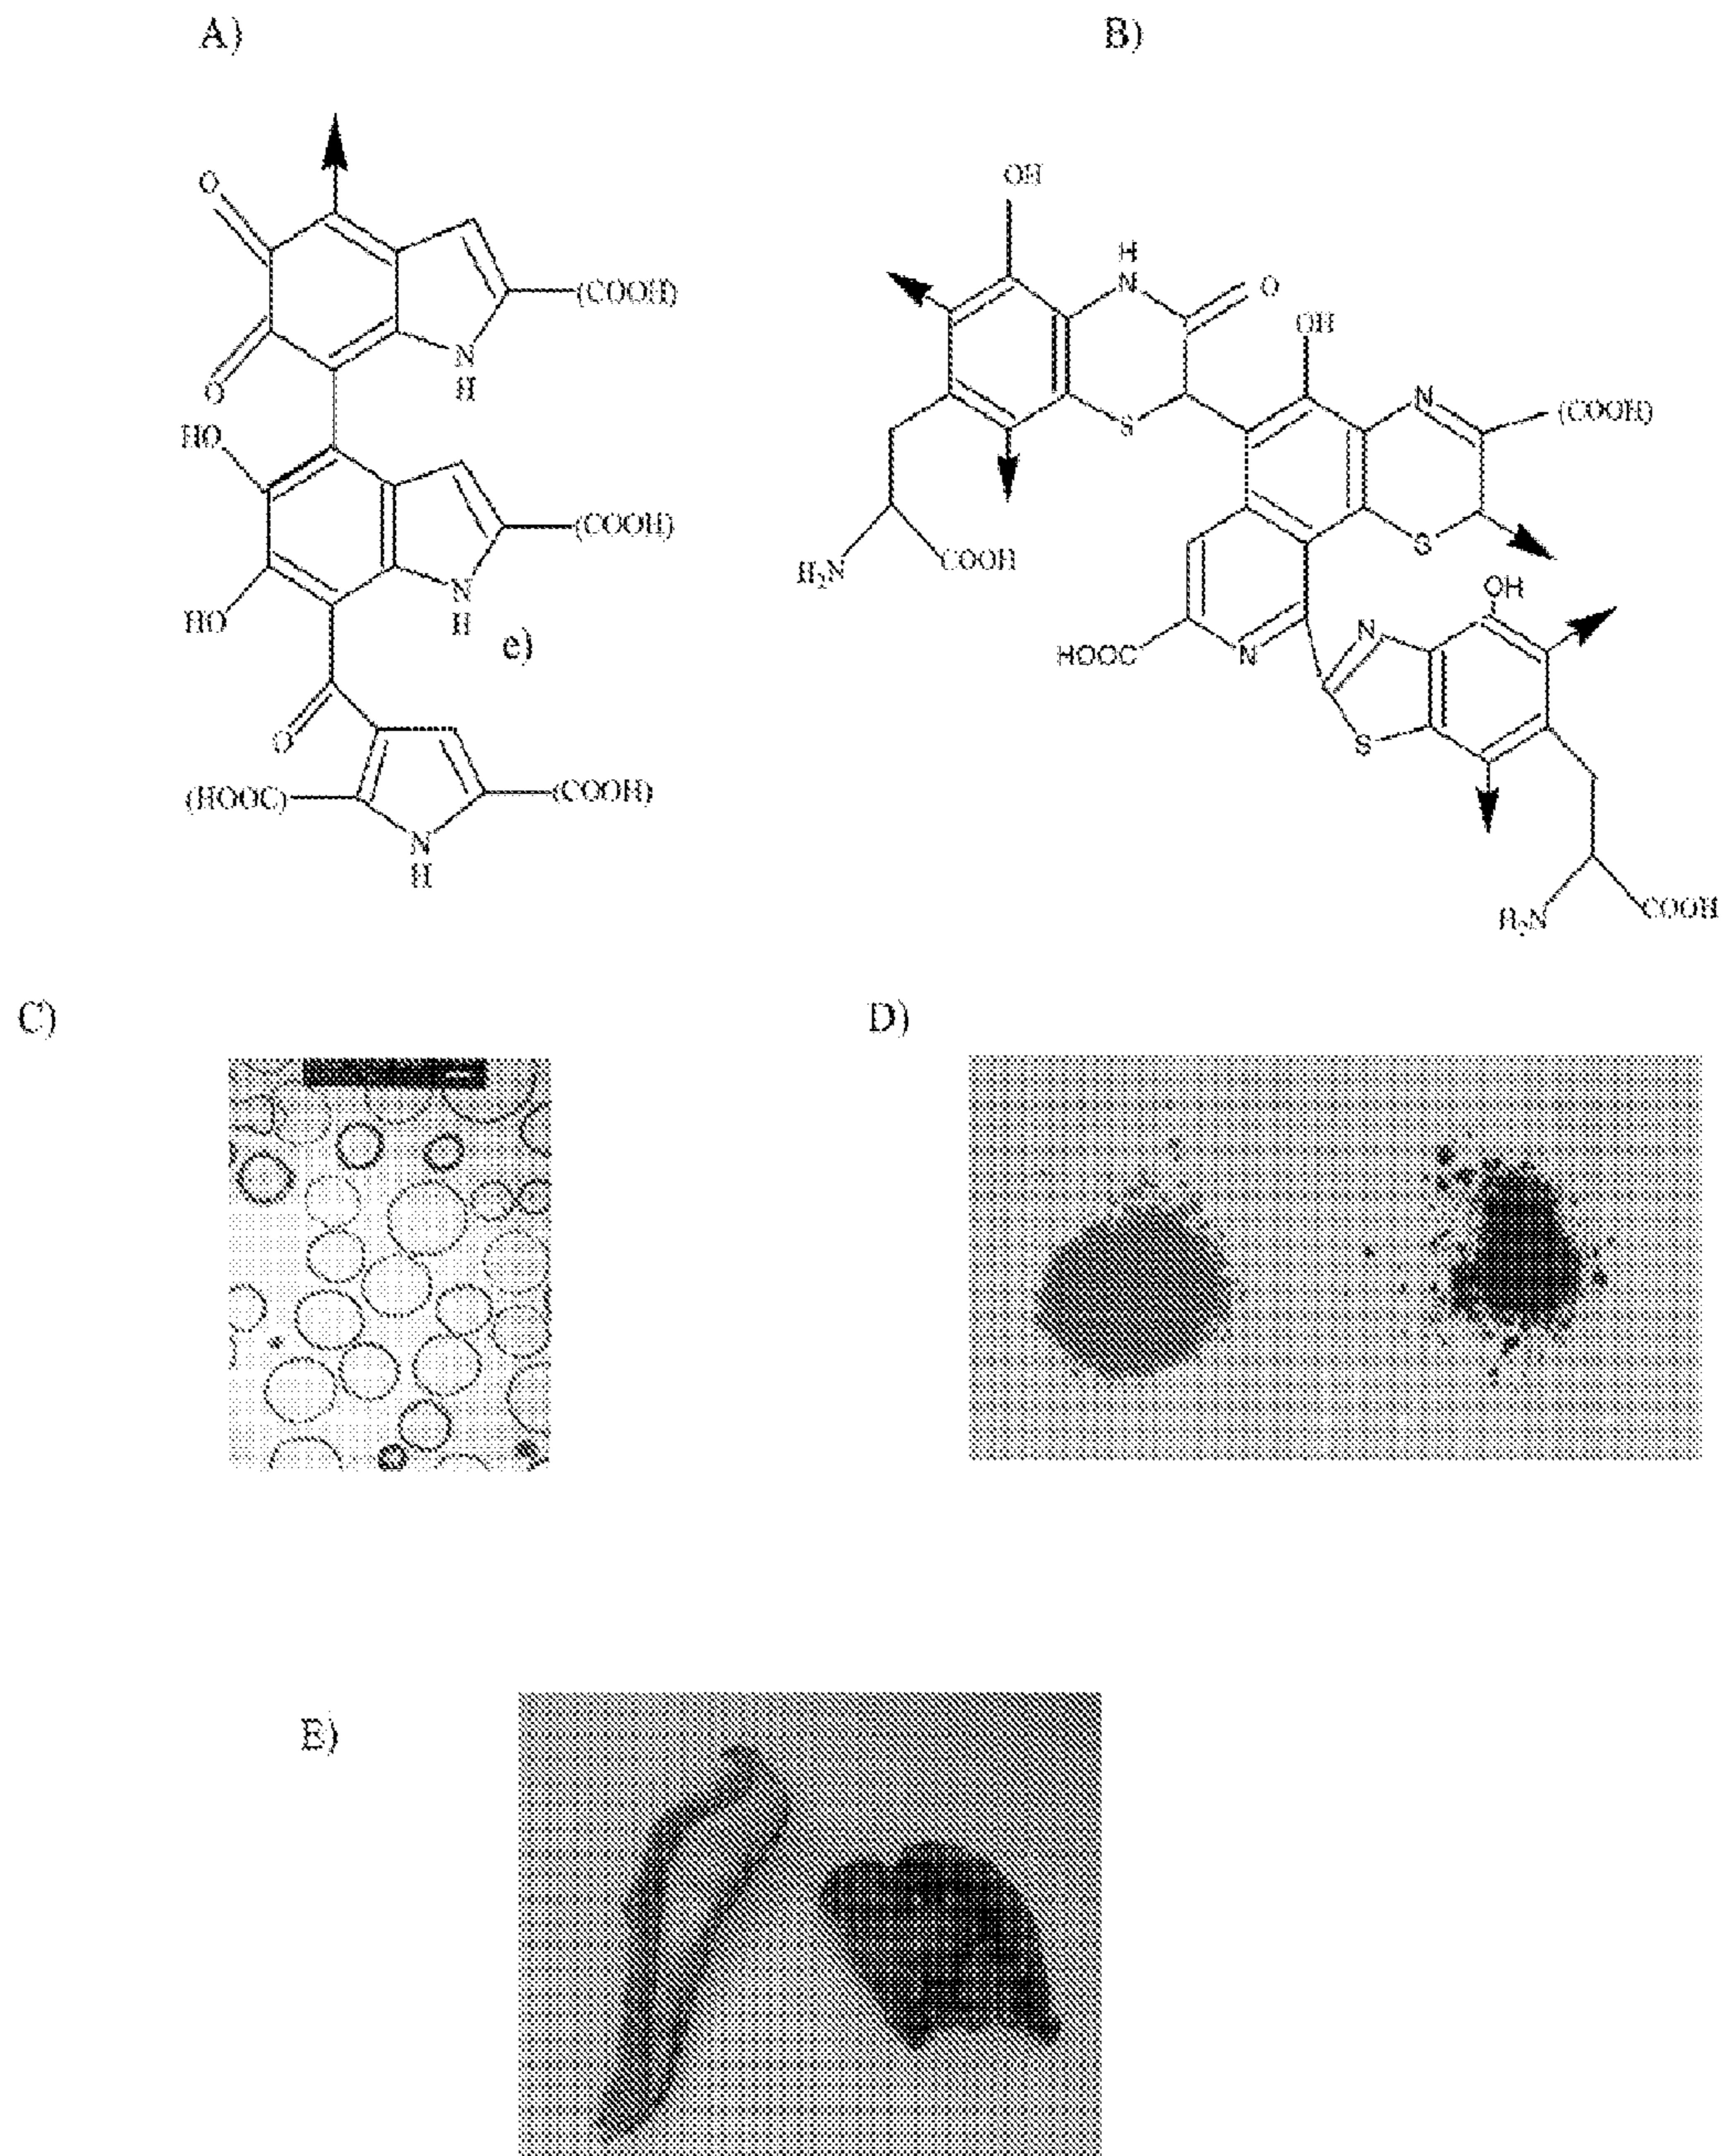 A)
B)
O
(COOH)
N
H
O
HO
(COOH)
N
H
HO
e)
O
(HOOC)
(COOH)
N
H
OH
H
N
O
OH
S
N
(COOH)
S
H₂N
COOH
OH
HOOC
N
N
S
H₂N
COOH
C)
D)
E)